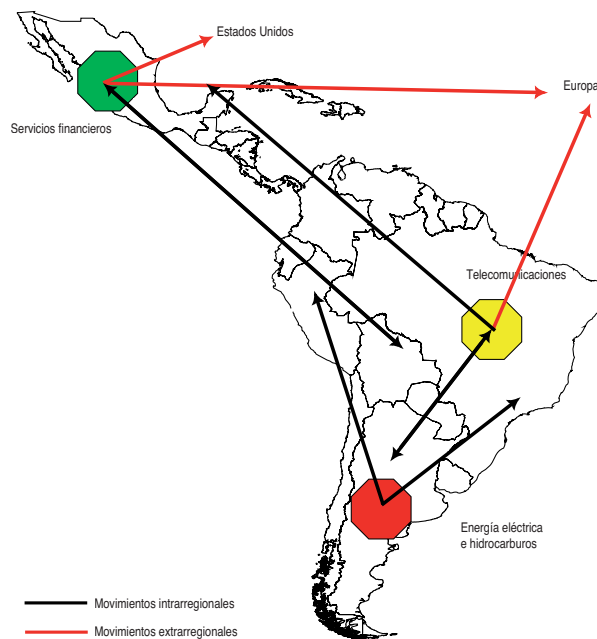 Estados Unidos
Europa
Servicios financieros
Telecomunicaciones
Energía eléctrica
e hidrocarburos
Movimientos intrarregionales
Movimientos extrarregionales